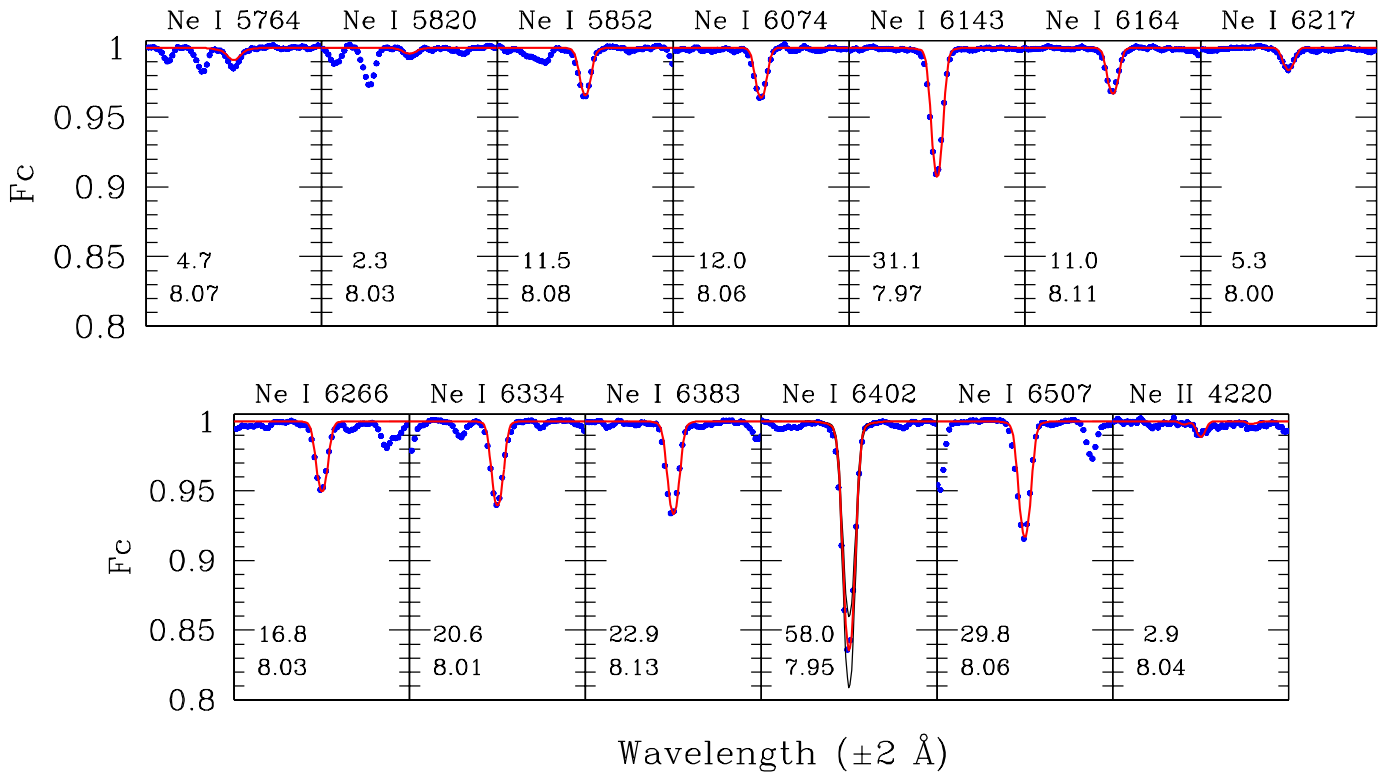 Ne I 5764 Ne I 5820 Ne I 5852 Ne I 6074 Ne I 6143 Ne I 6164 Ne I 6217
1
0.95
0.9
0.85
0.8
Fc
4.7 2.3 11.5 12.0 31.1 11.0 5.3
8.07 8.03 8.08 8.06 7.97 8.11 8.00
Ne I 6266 Ne I 6334 Ne I 6383 Ne I 6402 Ne I 6507 Ne II 4220
1
0.95
0.9
0.85
0.8
Fc
16.8 20.6 22.9 58.0 29.8 2.9
8.03 8.01 8.13 7.95 8.06 8.04
Wavelength (±2 Å)